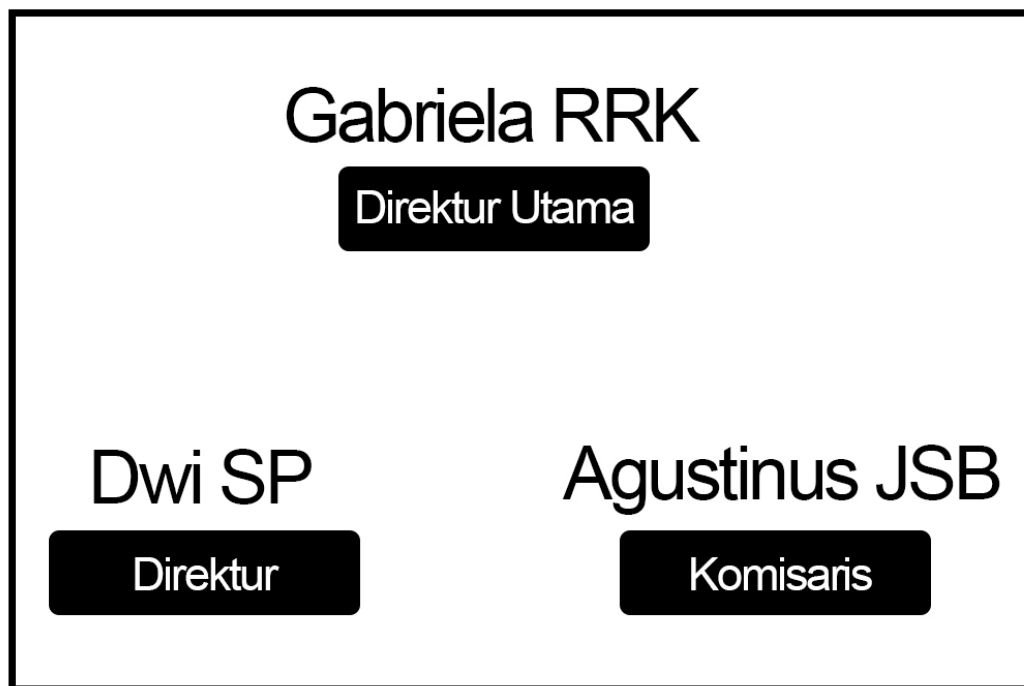 Gabriela RRK
Direktur Utama
Dwi SP
Direktur
Agustinus JSB
Komisaris